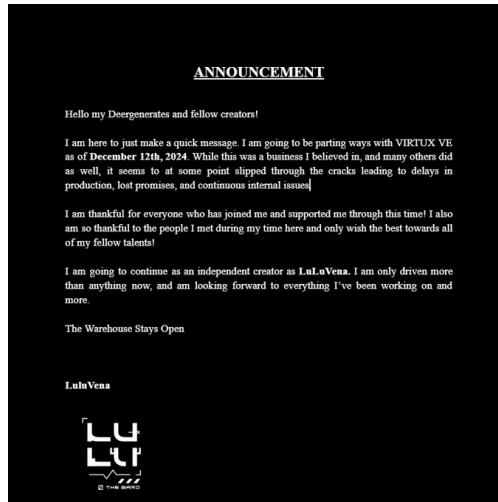 ANNOUNCEMENT
Hello my Deergenerates and fellow creators!
I am here to just make a quick message. I am going to be parting ways with VIRTUX VE
as of December 12th, 2024. While this was a business I believed in, and many others did
as well, it seems to at some point slipped through the cracks leading to delays in
production, lost promises, and continuous internal issues
I am thankful for everyone who has joined me and supported me through this time! I also
am so thankful to the people I met during my time here and only wish the best towards all
of my fellow talents!
I am going to continue as an independent creator as LuLuVena. I am only driven more
than anything now, and am looking forward to everything I've been working on and
more.
The Warehouse Stays Open
LuluVena
LU
LU
THE BARD